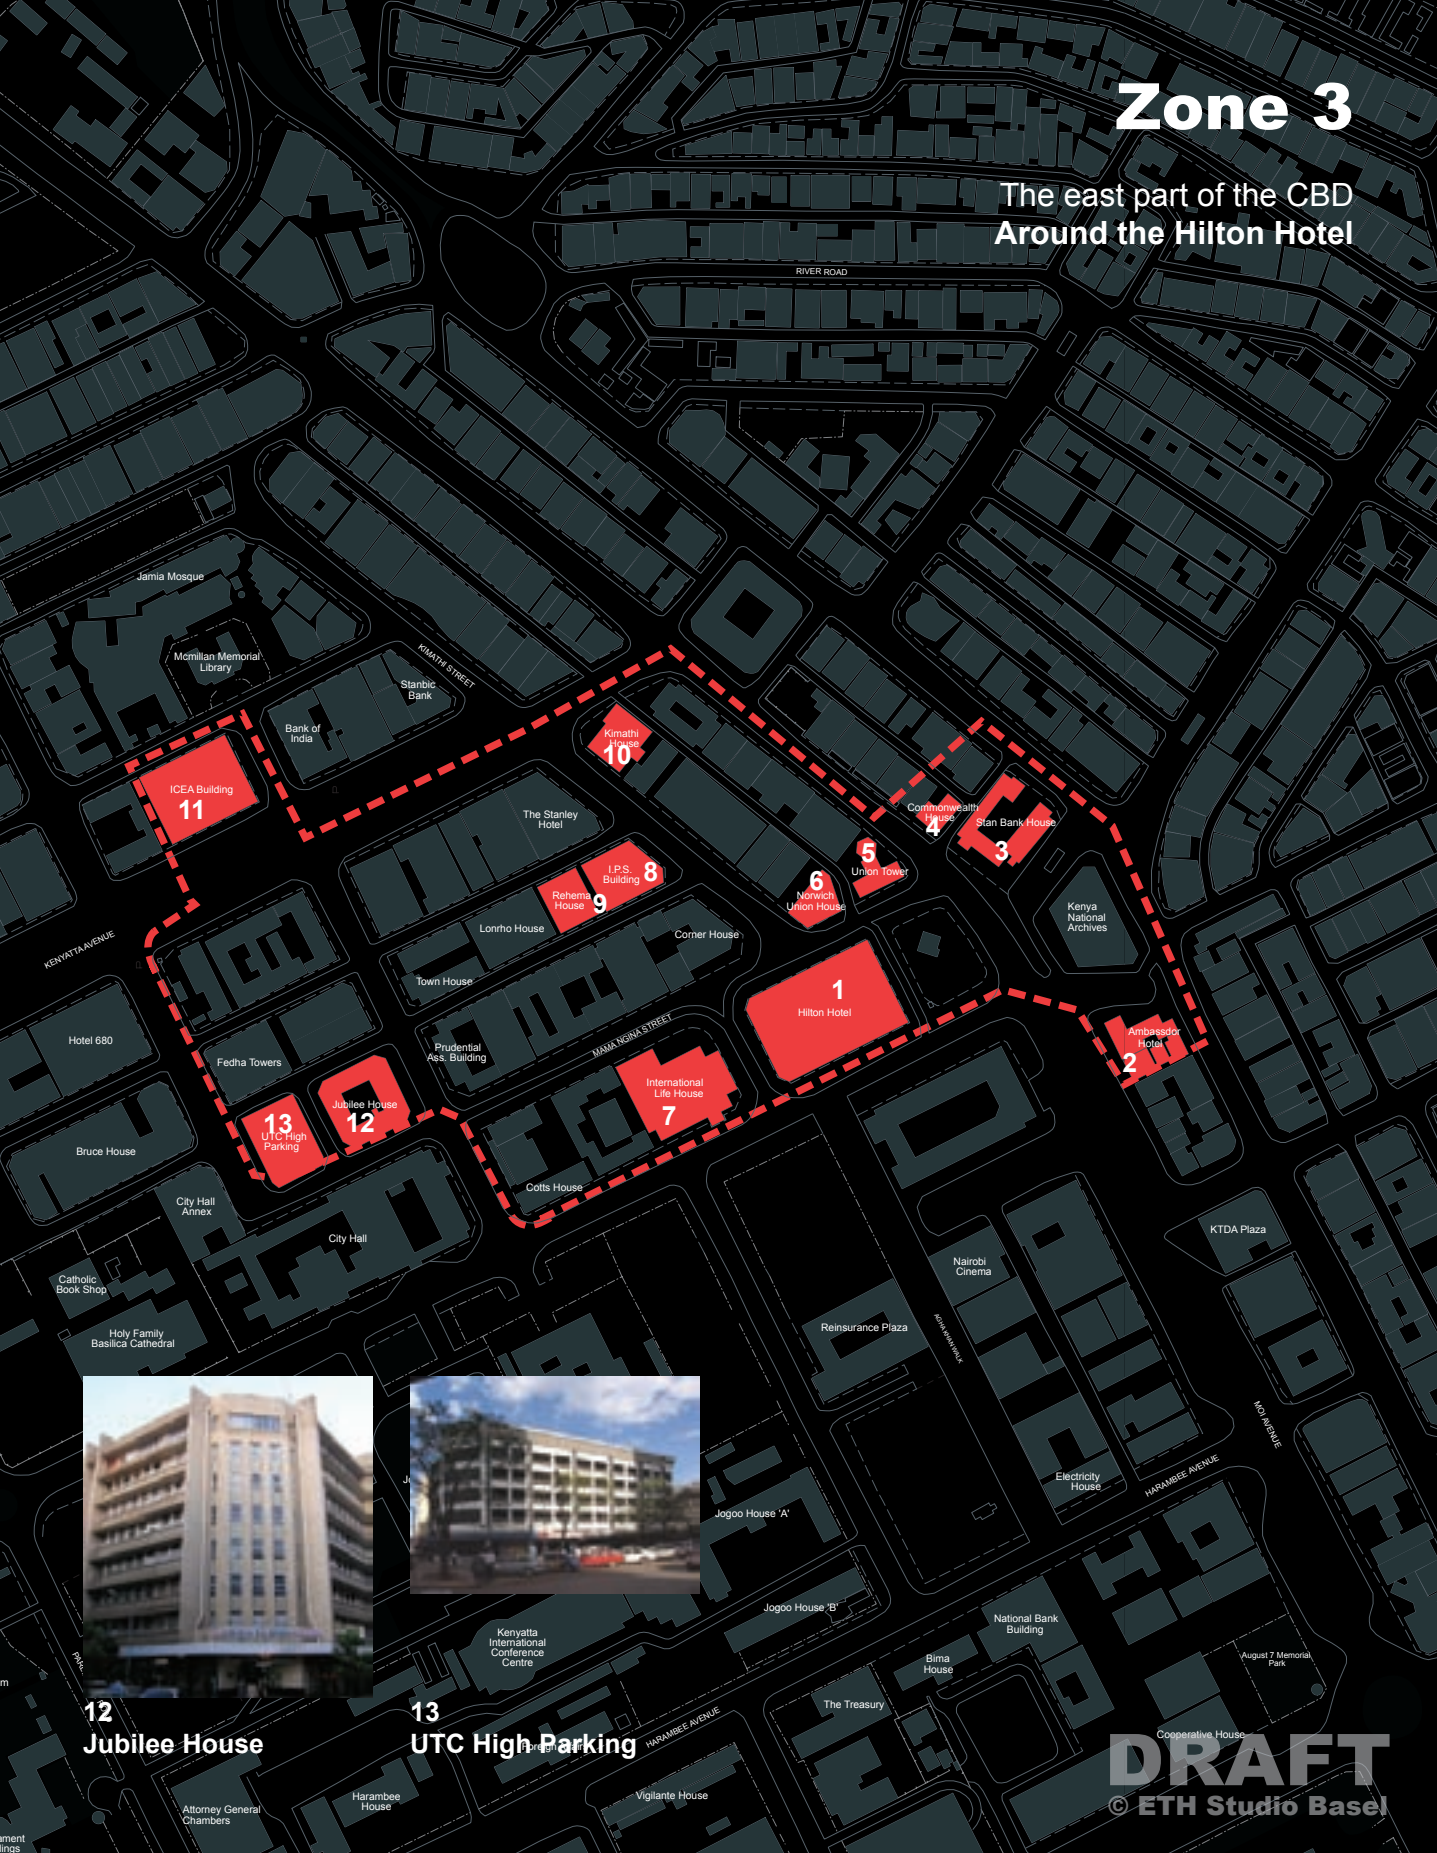 Zone 3
The east part of the CBD
Around the Hilton Hotel
RIVER ROAD
Jamia Mosque
Mcmillan Memorial
Library
KIMATHI STREET
Stanbic
Bank
Bank of
India
Kimathi
House
10
ICEA Building
11
The Stanley
Hotel
Commonwealth
House
4
Stan Bank House
3
5
Union Tower
6
Norwich
Union House
I.P.S.
Building
8
Rehema
House
9
Lonrho House
Corner House
Kenya
National
Archives
KENYATTA AVENUE
Town House
1
Hilton Hotel
Ambassdor
Hotel
2
MAMA NGINA STREET
Prudential
Ass. Building
Hotel 680
Fedha Towers
International
Life House
7
Jubilee House
12
13
UTC High
Parking
Bruce House
Cotts House
City Hall
Annex
City Hall
KTDA Plaza
Nairobi
Cinema
Catholic
Book Shop
Holy Family
Basilica Cathedral
Reinsurance Plaza
AGHA KHAN WALK
MOI AVENUE
HARAMBEE AVENUE
Electricity
House
Jogoo House 'A'
Jogoo House 'B'
National Bank
Building
Kenyatta
International
Conference
Centre
Bima
House
August 7 Memorial
Park
The Treasury
12
Jubilee House
13
UTC High Parking
HARAMBEE AVENUE
Cooperative House
Vigilante House
Harambee
House
Attorney General
Chambers
DRAFT
© ETH Studio Basel